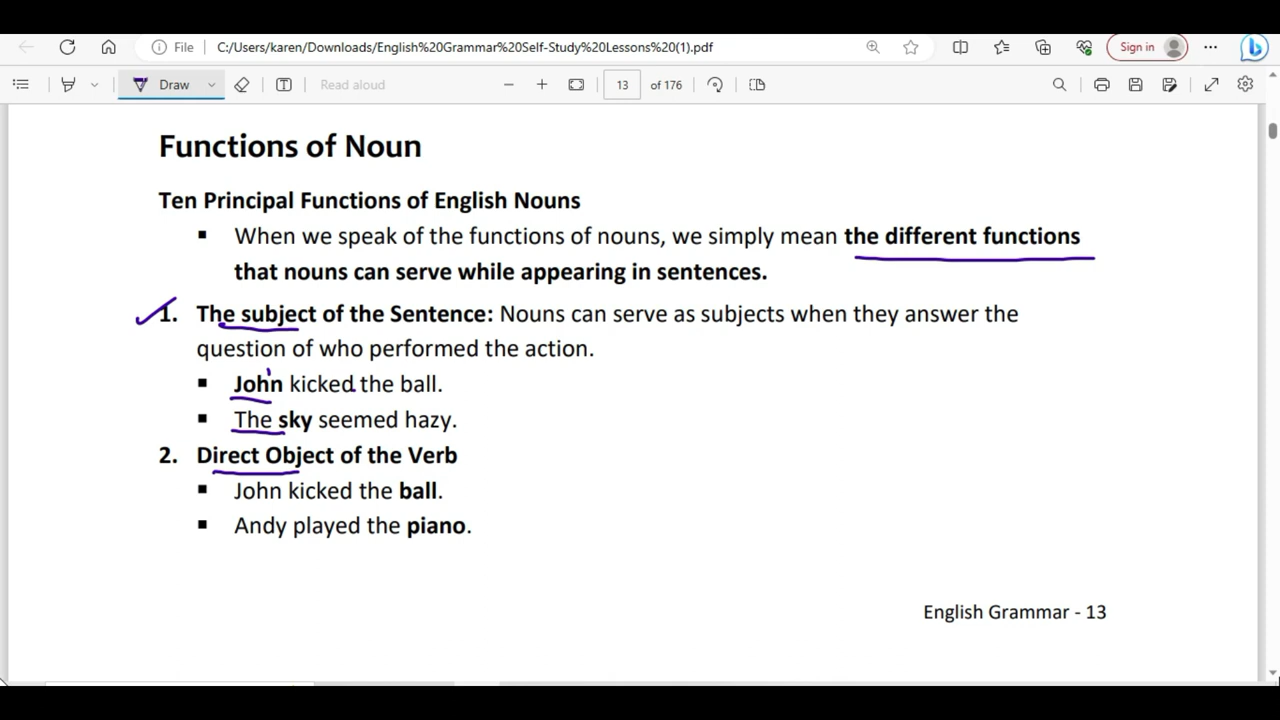 File C:/Users/karen/Downloads/English%20Grammar%20Self-Study%20Lessons%20(1).pdf Sign in
Draw Read aloud 13 of 176
Functions of Noun
Ten Principal Functions of English Nouns
▪ When we speak of the functions of nouns, we simply mean the different functions
that nouns can serve while appearing in sentences.
1. The subject of the Sentence: Nouns can serve as subjects when they answer the
question of who performed the action.
▪ John kicked the ball.
▪ The sky seemed hazy.
2. Direct Object of the Verb
▪ John kicked the ball.
▪ Andy played the piano.
English Grammar - 13